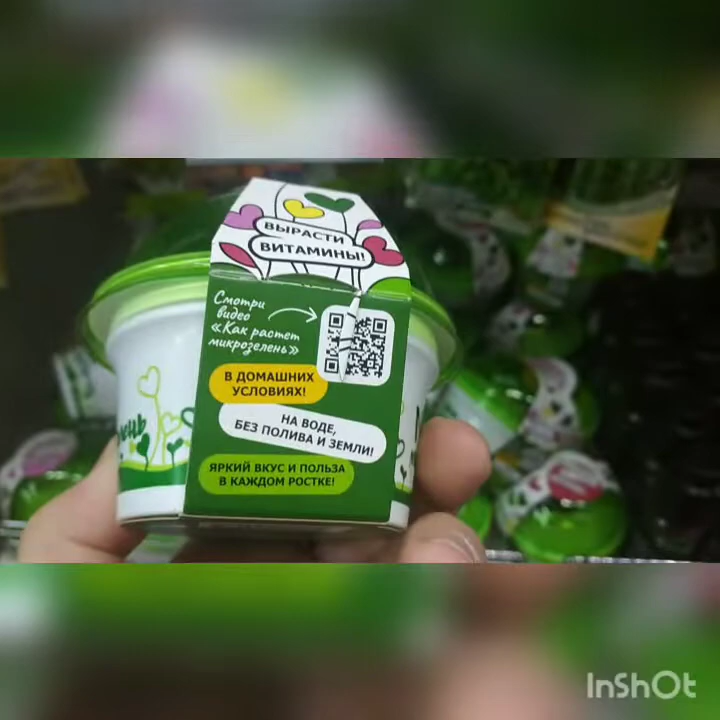 ВЫРАСТИ
ВИТАМИНЫ!
Смотри
видео
«Как растет
микрозелень»
В ДОМАШНИХ
УСЛОВИЯХ!
НА ВОДЕ,
БЕЗ ПОЛИВА И ЗЕМЛИ!
ЯРКИЙ ВКУС И ПОЛЬЗА
В КАЖДОМ РОСТКЕ!
InShOt